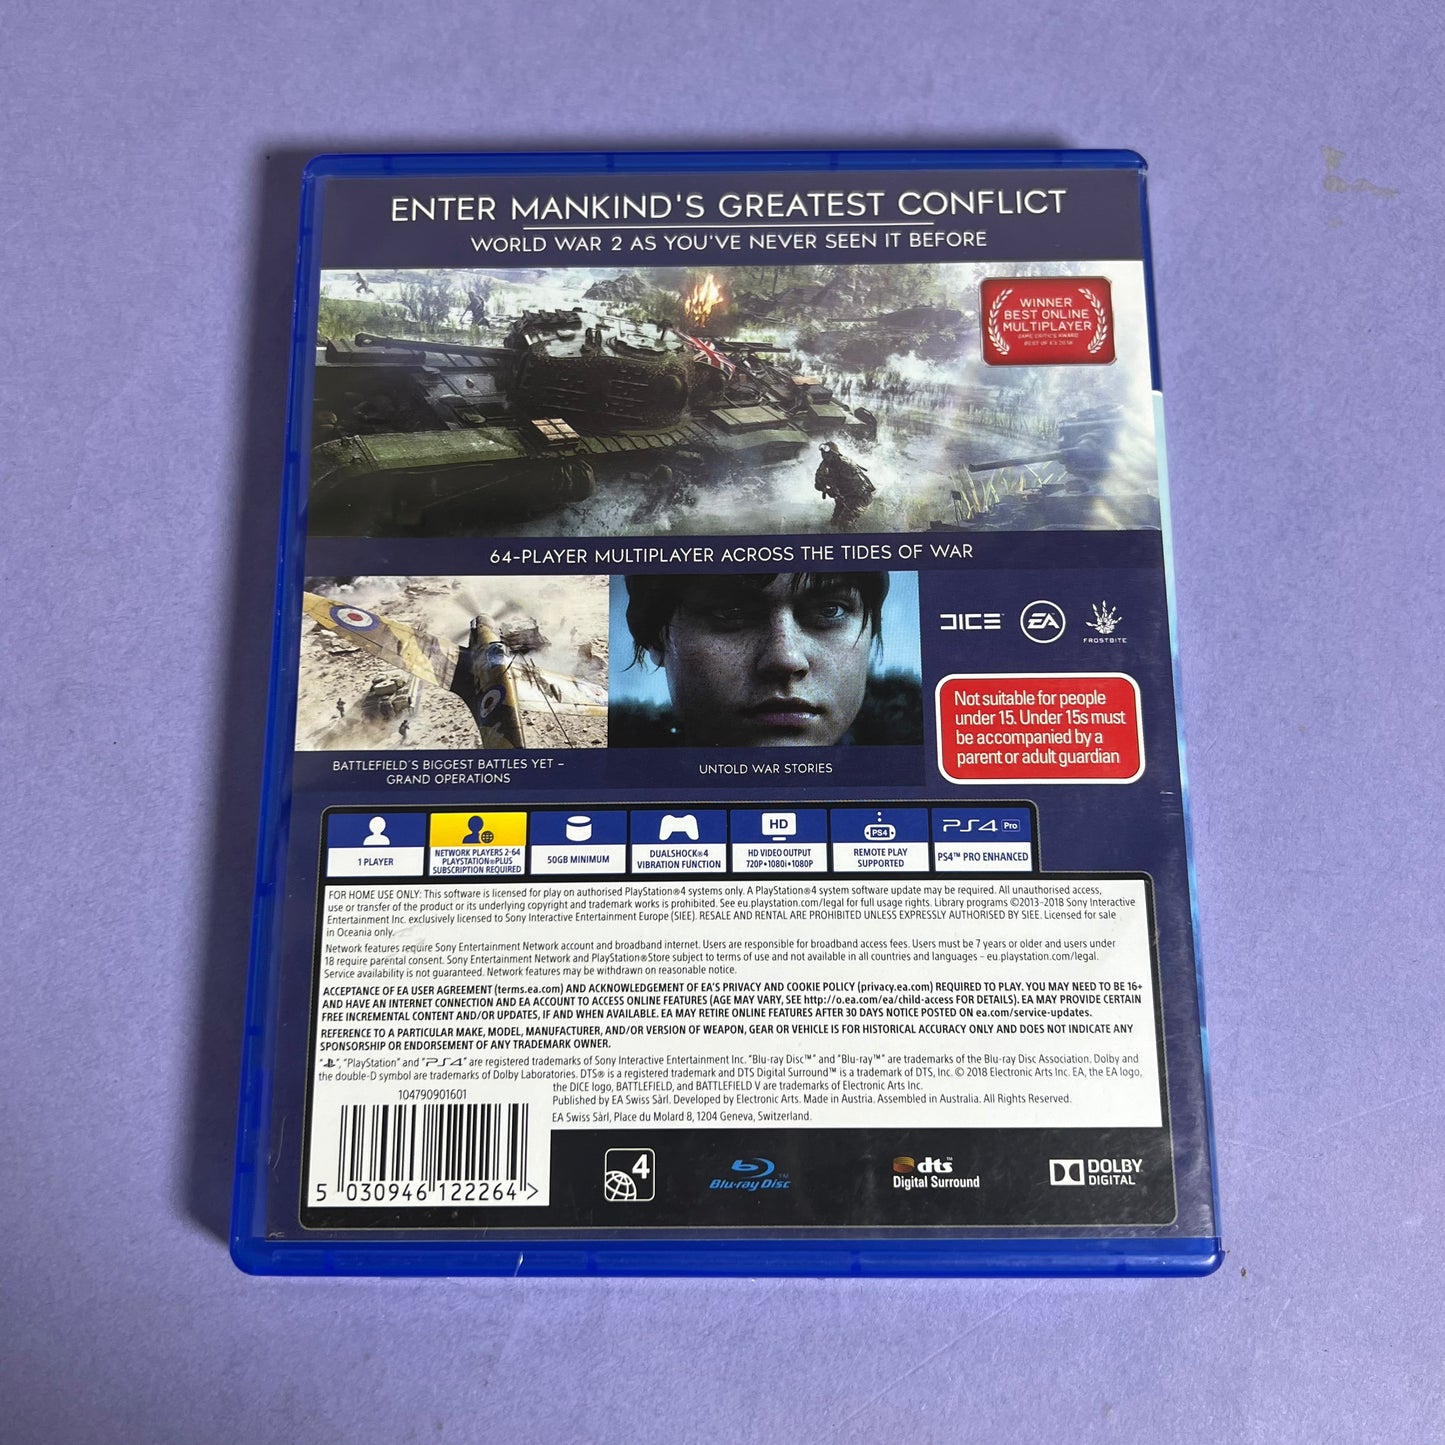 ENTER MANKIND'S GREATEST CONFLICT
WORLD WAR 2 AS YOU'VE NEVER SEEN IT BEFORE
WINNER
BEST ONLINE
MULTIPLAYER
GAME CRITICS AWARD
BEST OF E3 2018
64-PLAYER MULTIPLAYER ACROSS THE TIDES OF WAR
DICE
EA
FROSTBITE
Not suitable for people
under 15. Under 15s must
be accompanied by a
parent or adult guardian
BATTLEFIELD'S BIGGEST BATTLES YET –
GRAND OPERATIONS
UNTOLD WAR STORIES
1 PLAYER
NETWORK PLAYERS 2-64
PLAYSTATION®PLUS
SUBSCRIPTION REQUIRED
50GB MINIMUM
DUALSHOCK®4
VIBRATION FUNCTION
HD
HD VIDEO OUTPUT
720P•1080i•1080P
PS4
REMOTE PLAY
SUPPORTED
PS4 Pro
PS4™ PRO ENHANCED
FOR HOME USE ONLY: This software is licensed for play on authorised PlayStation®4 systems only. A PlayStation®4 system software update may be required. All unauthorised access,
use or transfer of the product or its underlying copyright and trademark works is prohibited. See eu.playstation.com/legal for full usage rights. Library programs ©2013-2018 Sony Interactive
Entertainment Inc. exclusively licensed to Sony Interactive Entertainment Europe (SIEE). RESALE AND RENTAL ARE PROHIBITED UNLESS EXPRESSLY AUTHORISED BY SIEE. Licensed for sale
in Oceania only.
Network features require Sony Entertainment Network account and broadband internet. Users are responsible for broadband access fees. Users must be 7 years or older and users under
18 require parental consent. Sony Entertainment Network and PlayStation®Store subject to terms of use and not available in all countries and languages – eu.playstation.com/legal.
Service availability is not guaranteed. Network features may be withdrawn on reasonable notice.
ACCEPTANCE OF EA USER AGREEMENT (terms.ea.com) AND ACKNOWLEDGEMENT OF EA'S PRIVACY AND COOKIE POLICY (privacy.ea.com) REQUIRED TO PLAY. YOU MAY NEED TO BE 16+
AND HAVE AN INTERNET CONNECTION AND EA ACCOUNT TO ACCESS ONLINE FEATURES (AGE MAY VARY, SEE http://o.ea.com/ea/child-access FOR DETAILS). EA MAY PROVIDE CERTAIN
FREE INCREMENTAL CONTENT AND/OR UPDATES, IF AND WHEN AVAILABLE. EA MAY RETIRE ONLINE FEATURES AFTER 30 DAYS NOTICE POSTED ON ea.com/service-updates.
REFERENCE TO A PARTICULAR MAKE, MODEL, MANUFACTURER, AND/OR VERSION OF WEAPON, GEAR OR VEHICLE IS FOR HISTORICAL ACCURACY ONLY AND DOES NOT INDICATE ANY
SPONSORSHIP OR ENDORSEMENT OF ANY TRADEMARK OWNER.
"PS", "PlayStation" and "PS4" are registered trademarks of Sony Interactive Entertainment Inc. "Blu-ray Disc™" and "Blu-ray™" are trademarks of the Blu-ray Disc Association. Dolby and
the double-D symbol are trademarks of Dolby Laboratories. DTS® is a registered trademark and DTS Digital Surround™ is a trademark of DTS, Inc. © 2018 Electronic Arts Inc. EA, the EA logo,
the DICE logo, BATTLEFIELD, and BATTLEFIELD V are trademarks of Electronic Arts Inc.
Published by EA Swiss Sàrl. Developed by Electronic Arts. Made in Austria. Assembled in Australia. All Rights Reserved.
EA Swiss Sàrl, Place du Molard 8, 1204 Geneva, Switzerland.
104790901601
5 030946 122264 >
4
Blu-ray Disc™
dts™
Digital Surround
DOLBY
DIGITAL